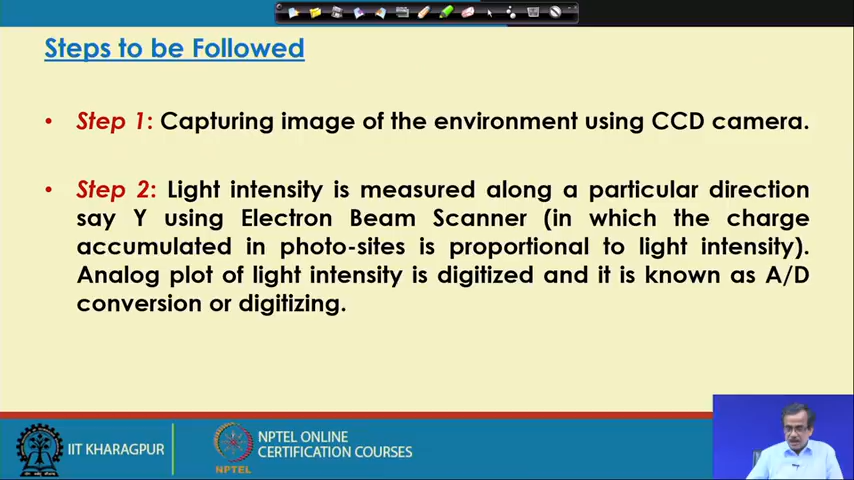 Steps to be Followed
• Step 1: Capturing image of the environment using CCD camera.
• Step 2: Light intensity is measured along a particular direction
say Y using Electron Beam Scanner (in which the charge
accumulated in photo-sites is proportional to light intensity).
Analog plot of light intensity is digitized and it is known as A/D
conversion or digitizing.
IIT KHARAGPUR
NPTEL
NPTEL ONLINE
CERTIFICATION COURSES